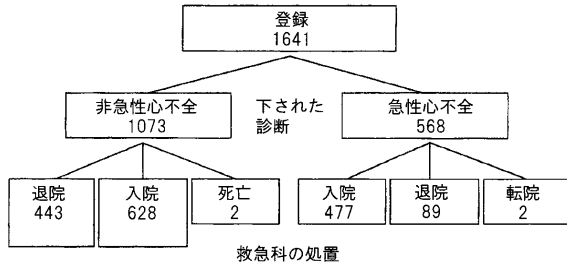 登録
1641
非急性心不全
1073
下された
診断
急性心不全
568
退院
443
入院
628
死亡
2
入院
477
退院
89
転院
2
救急科の処置